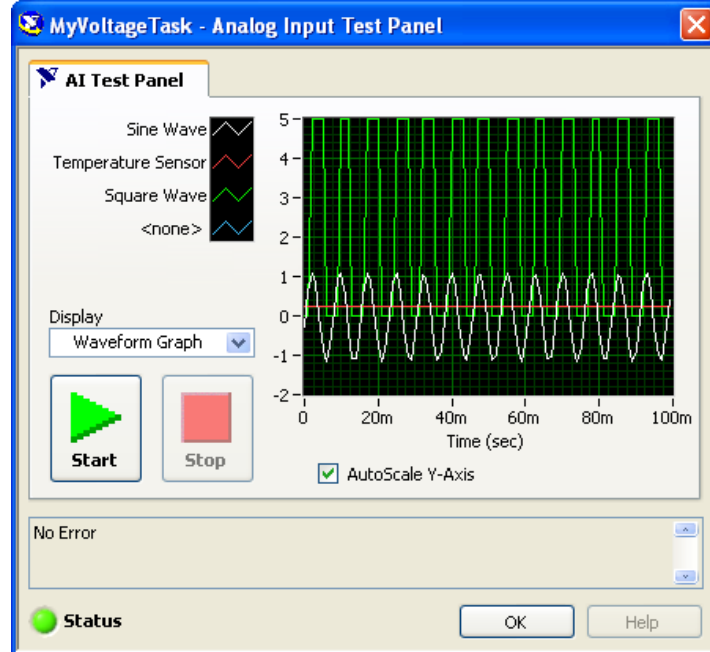 MyVoltageTask - Analog Input Test Panel
AI Test Panel
Sine Wave
Temperature Sensor
Square Wave
<none>
Display
Waveform Graph
Start
Stop
5
4
3
2
1
0
-1
-2
0 20m 40m 60m 80m 100m
Time (sec)
AutoScale Y-Axis
No Error
Status
OK
Help